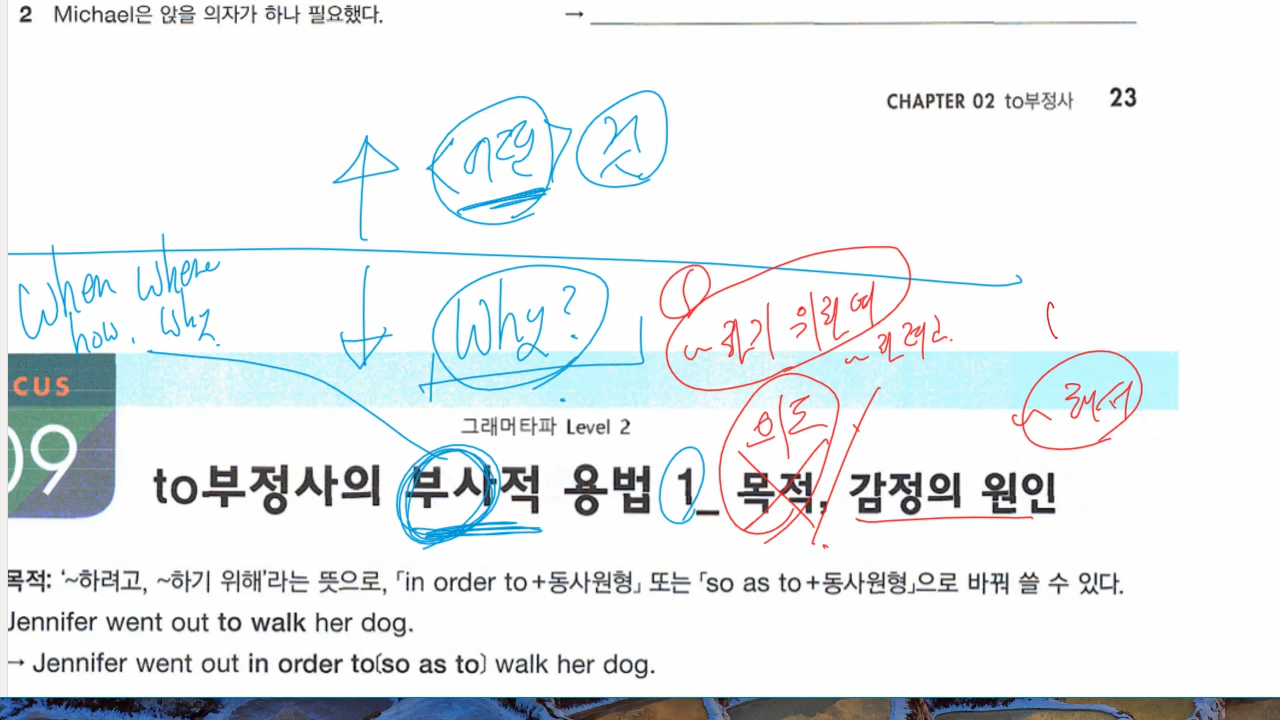 2 Michael은 앉을 의자가 하나 필요했다. →
CHAPTER 02 to부정사 23
<어떤> 것
When where
how. why.
Why?
~하기 위하여
~하려고.
~해서
의도
CUS
09
그래머타파 Level 2
to부정사의 부사적 용법 1_ 목적, 감정의 원인
목적: '~하려고, ~하기 위해'라는 뜻으로, 「in order to+동사원형」 또는 「so as to+동사원형」으로 바꿔 쓸 수 있다.
Jennifer went out to walk her dog.
→ Jennifer went out in order to(so as to) walk her dog.